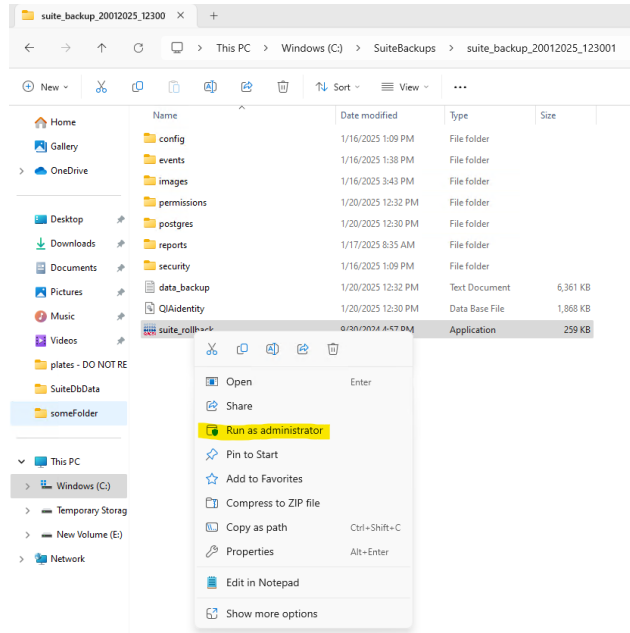 suite_backup_20012025_12300
This PC > Windows (C:) > SuiteBackups > suite_backup_20012025_123001
New Sort View
Name Date modified Type Size
Home
Gallery
OneDrive
Desktop
Downloads
Documents
Pictures
Music
Videos
plates - DO NOT RE
SuiteDbData
someFolder
This PC
Windows (C:)
Temporary Storag
New Volume (E:)
Network
config 1/16/2025 1:09 PM File folder
events 1/16/2025 1:38 PM File folder
images 1/16/2025 3:43 PM File folder
permissions 1/20/2025 12:32 PM File folder
postgres 1/20/2025 12:30 PM File folder
reports 1/17/2025 8:35 AM File folder
security 1/16/2025 1:09 PM File folder
data_backup 1/20/2025 12:32 PM Text Document 6,361 KB
QIAidentity 1/20/2025 12:30 PM Data Base File 1,868 KB
suite_rollback 9/30/2024 4:57 PM Application 259 KB
Open Enter
Share
Run as administrator
Pin to Start
Add to Favorites
Compress to ZIP file
Copy as path Ctrl+Shift+C
Properties Alt+Enter
Edit in Notepad
Show more options